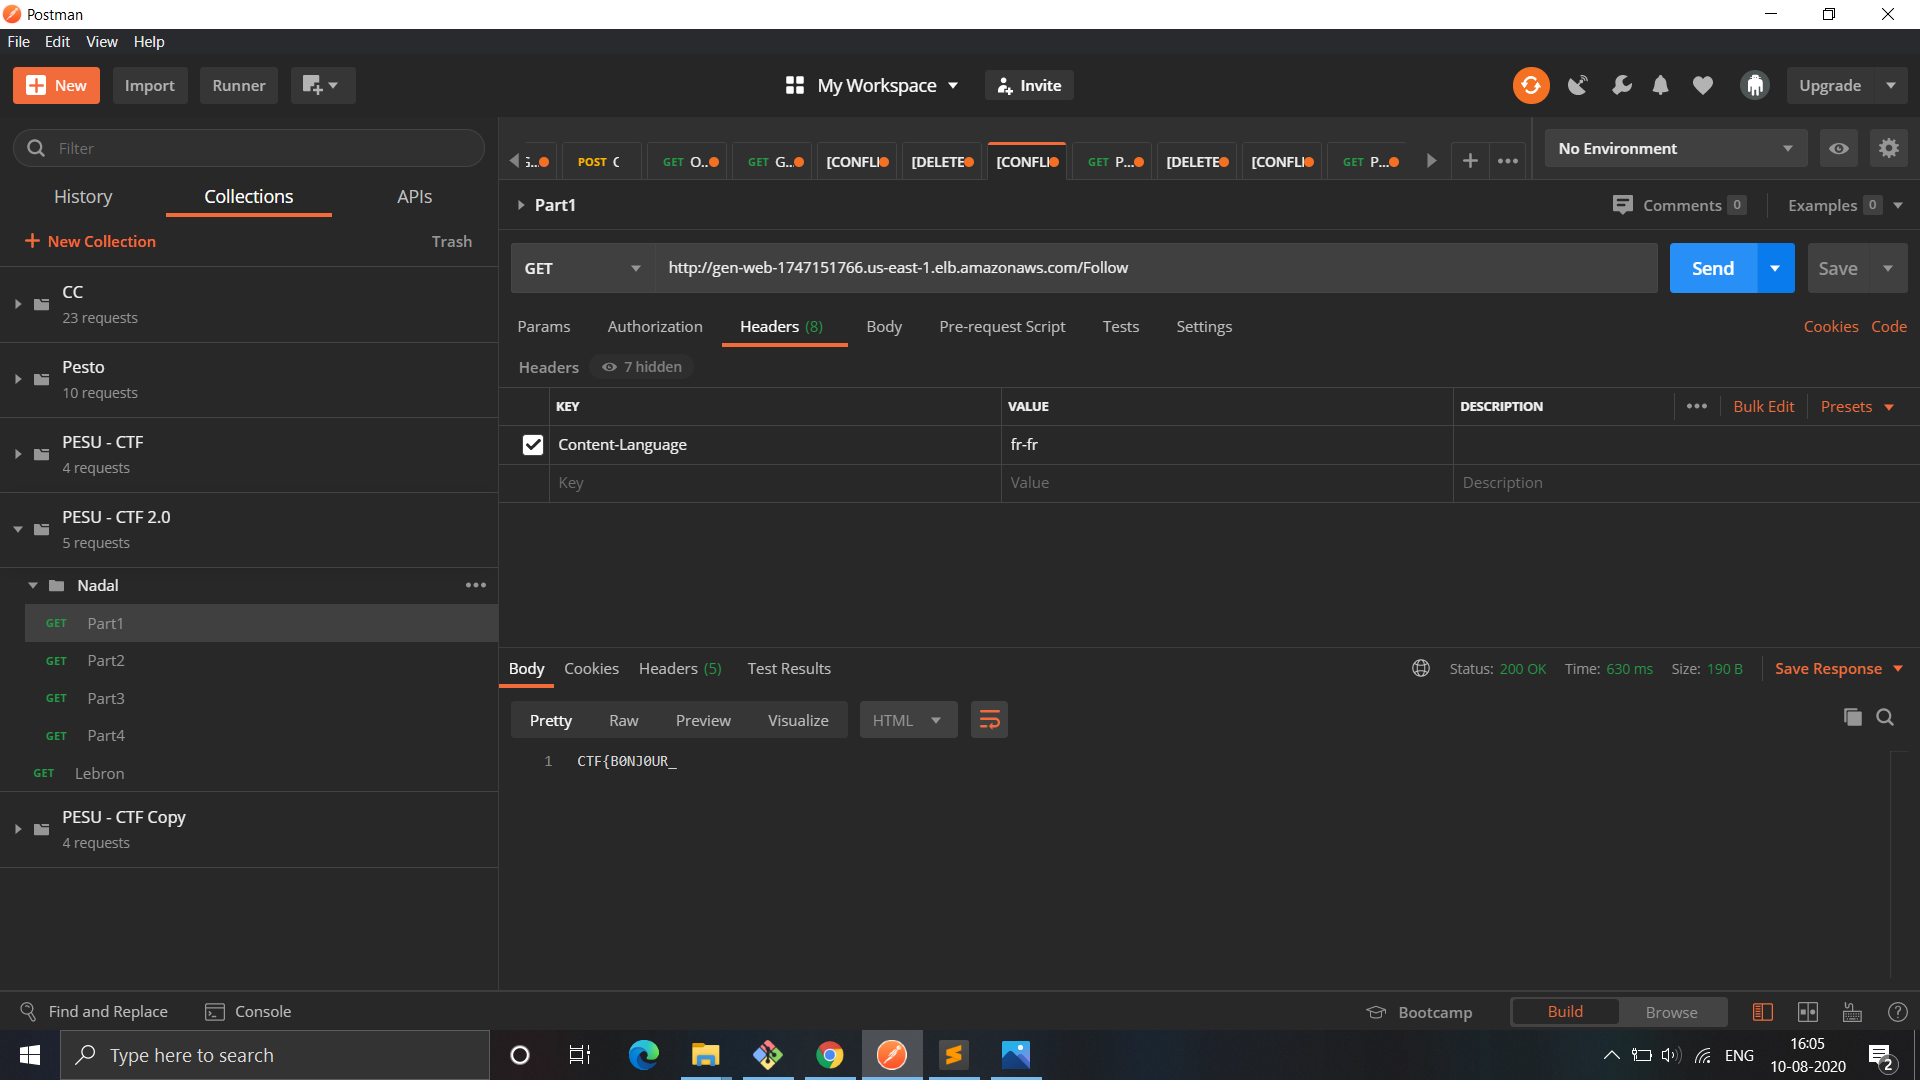 Postman
File Edit View Help
New Import Runner My Workspace Invite Upgrade
Filter
History Collections APIs
New Collection Trash
CC
23 requests
Pesto
10 requests
PESU - CTF
4 requests
PESU - CTF 2.0
5 requests
Nadal
GET Part1
GET Part2
GET Part3
GET Part4
GET Lebron
PESU - CTF Copy
4 requests
G... POST C GET O... GET G... [CONFLI [DELETE [CONFLI GET P... [DELETE [CONFLI GET P...
No Environment
Part1 Comments 0 Examples 0
GET http://gen-web-1747151766.us-east-1.elb.amazonaws.com/Follow Send Save
Params Authorization Headers (8) Body Pre-request Script Tests Settings Cookies Code
Headers 7 hidden
KEY VALUE DESCRIPTION Bulk Edit Presets
Content-Language fr-fr
Key Value Description
Body Cookies Headers (5) Test Results Status: 200 OK Time: 630 ms Size: 190 B Save Response
Pretty Raw Preview Visualize HTML
1 CTF{B0NJ0UR_
Find and Replace Console Bootcamp Build Browse
Type here to search
ENG
16:05
10-08-2020
2